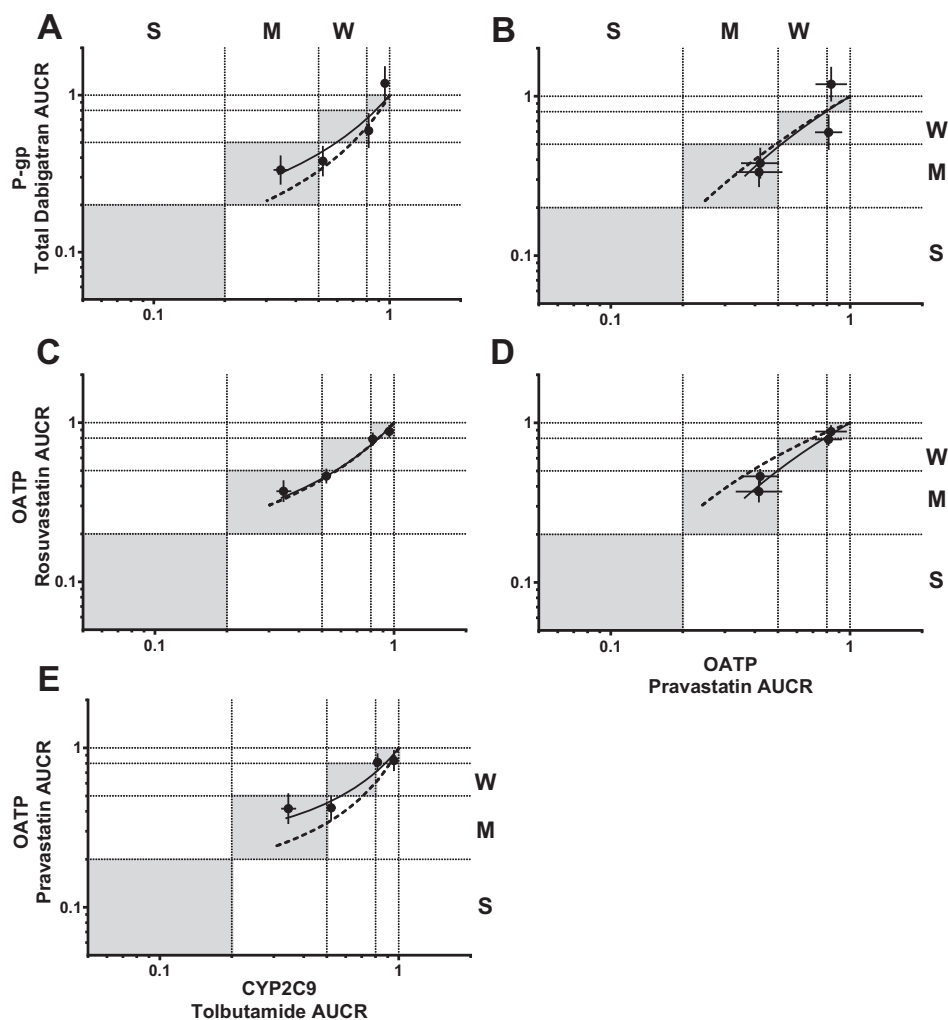 A
S
M
W
B
S
M
W
P-gp
Total Dabigatran AUCR
1
0.1
0.1
1
1
0.1
0.1
1
W
M
S
C
OATP
Rosuvastatin AUCR
1
0.1
0.1
1
D
1
0.1
0.1
1
W
M
S
OATP
Pravastatin AUCR
E
OATP
Pravastatin AUCR
1
0.1
0.1
1
W
M
S
CYP2C9
Tolbutamide AUCR